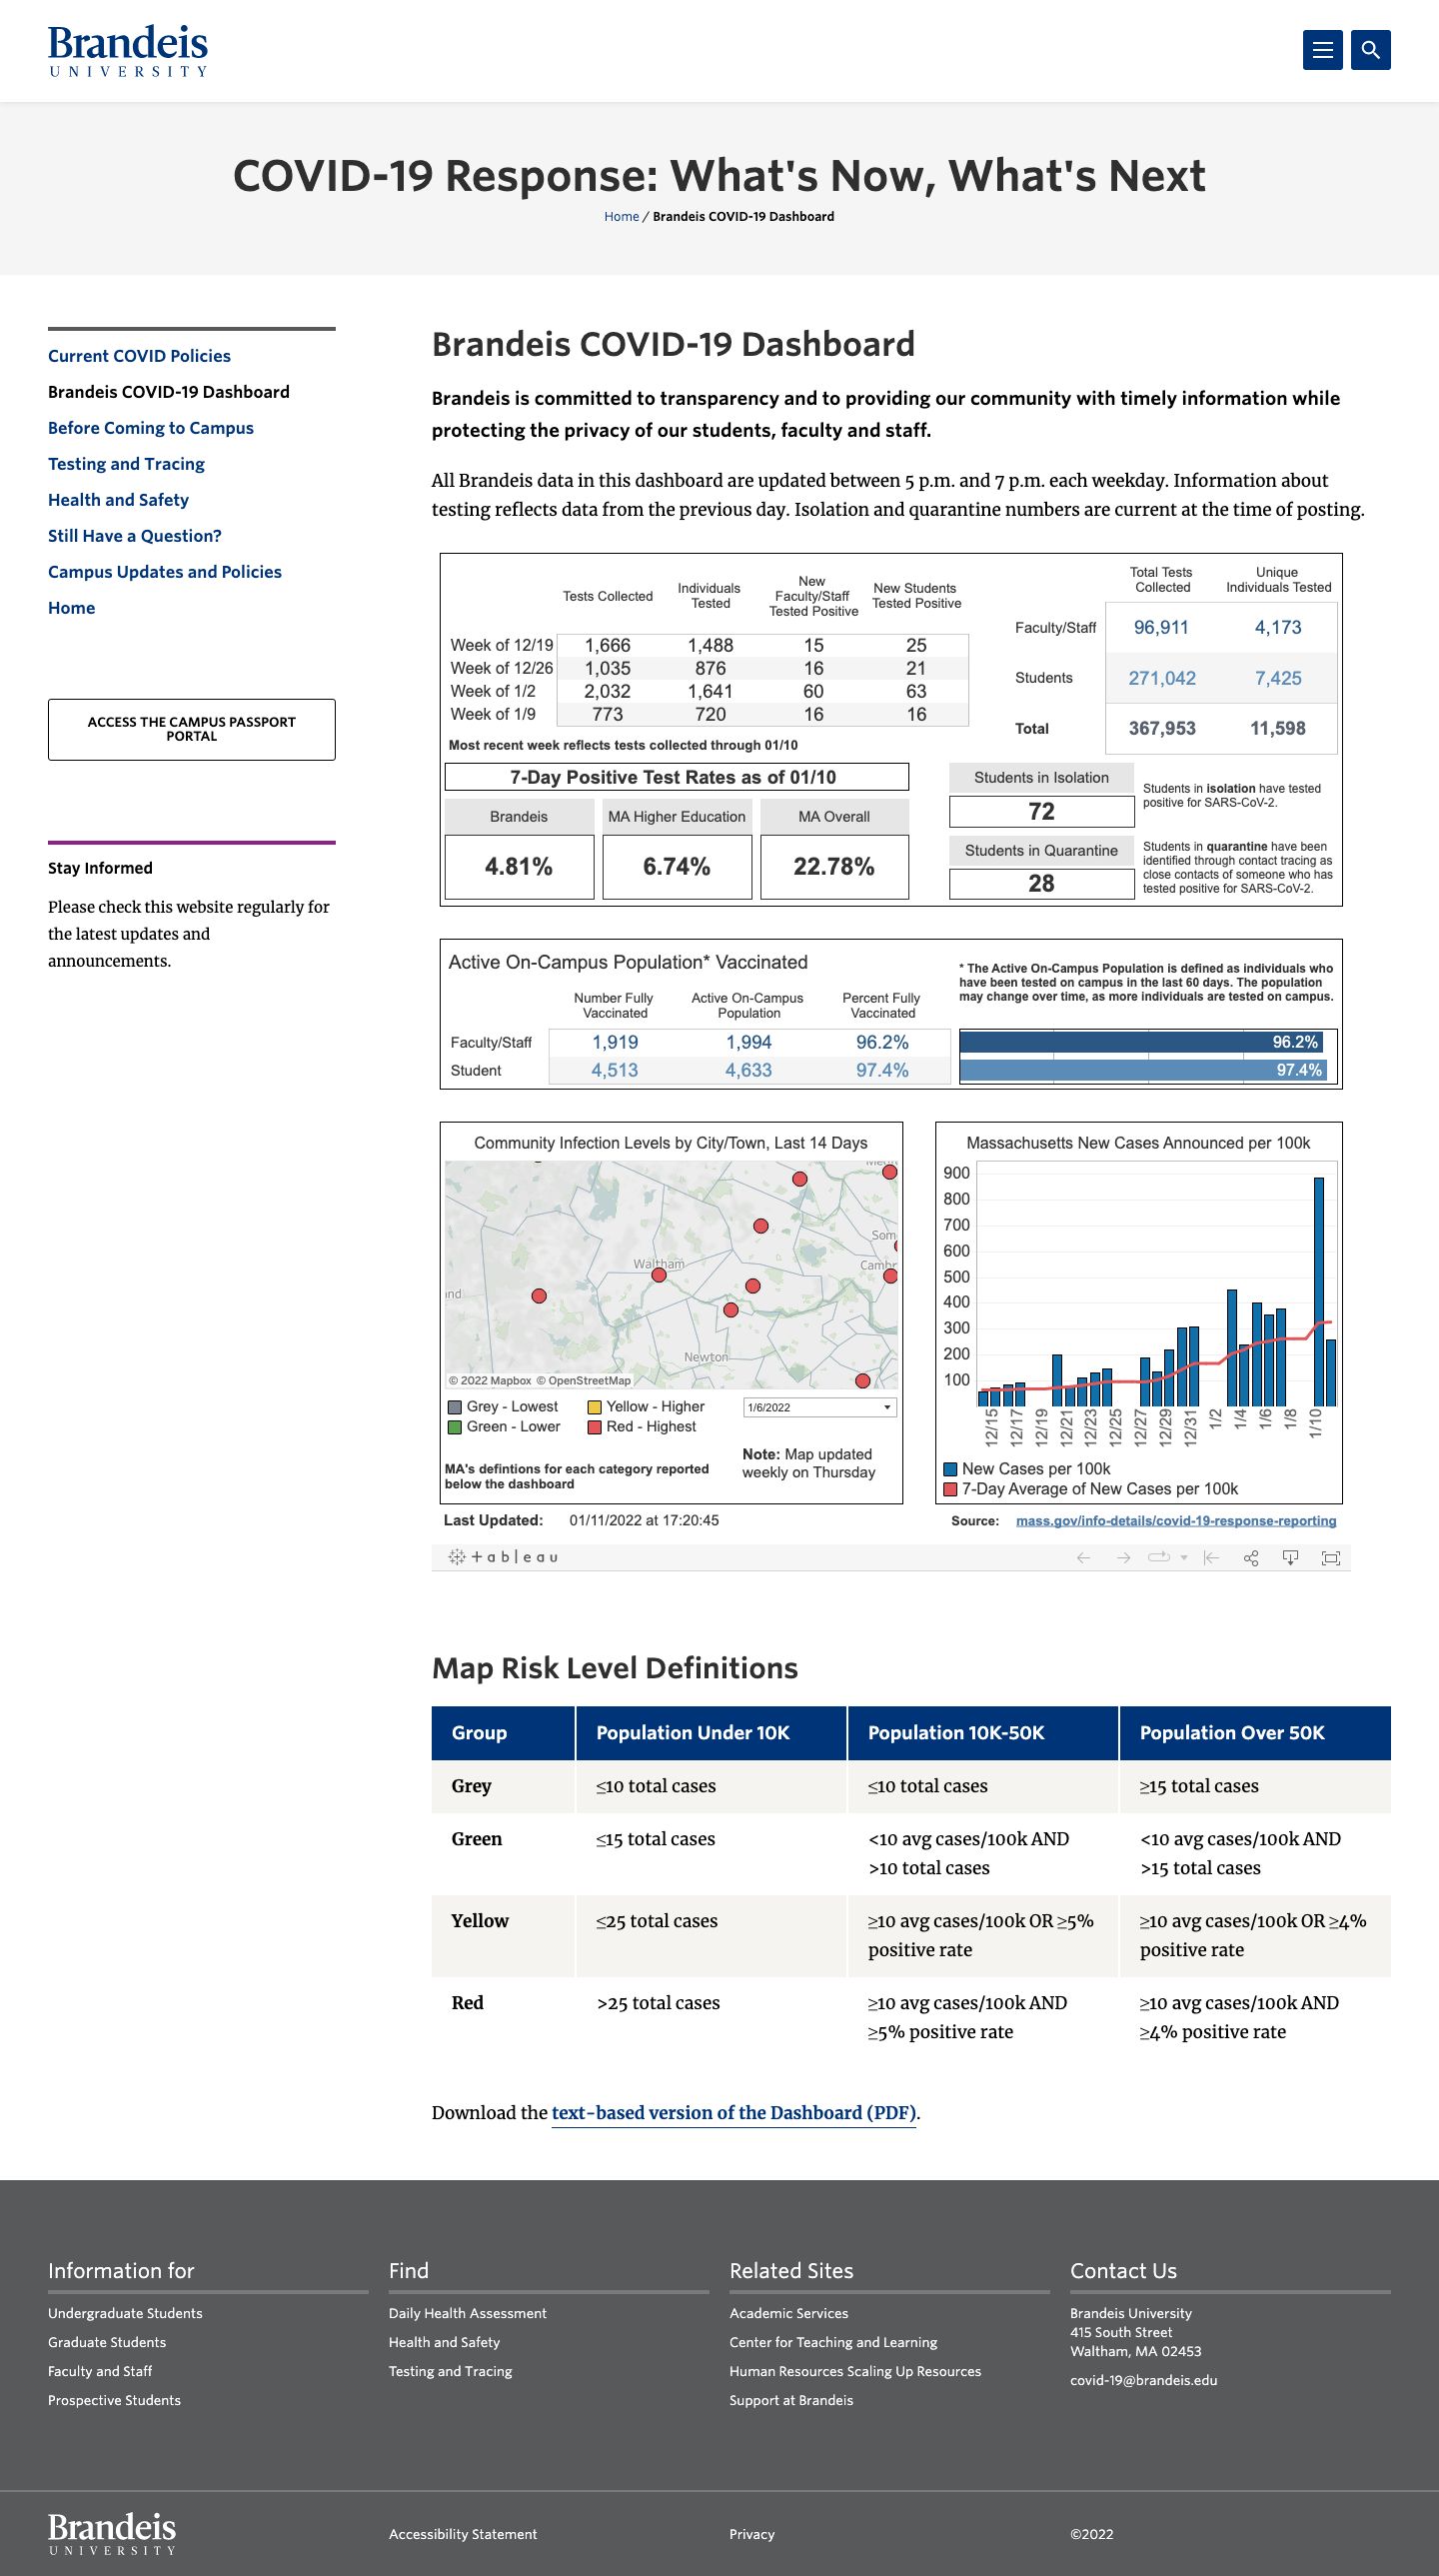 Brandeis
UNIVERSITY
COVID-19 Response: What's Now, What's Next
Home / Brandeis COVID-19 Dashboard
Current COVID Policies
Brandeis COVID-19 Dashboard
Before Coming to Campus
Testing and Tracing
Health and Safety
Still Have a Question?
Campus Updates and Policies
Home
ACCESS THE CAMPUS PASSPORT
PORTAL
Stay Informed
Please check this website regularly for
the latest updates and
announcements.
Brandeis COVID-19 Dashboard
Brandeis is committed to transparency and to providing our community with timely information while
protecting the privacy of our students, faculty and staff.
All Brandeis data in this dashboard are updated between 5 p.m. and 7 p.m. each weekday. Information about
testing reflects data from the previous day. Isolation and quarantine numbers are current at the time of posting.
Tests Collected
Individuals
Tested
New
Faculty/Staff
Tested Positive
New Students
Tested Positive
Week of 12/19 1,666 1,488 15 25
Week of 12/26 1,035 876 16 21
Week of 1/2 2,032 1,641 60 63
Week of 1/9 773 720 16 16
Most recent week reflects tests collected through 01/10
Total Tests
Collected
Unique
Individuals Tested
Faculty/Staff 96,911 4,173
Students 271,042 7,425
Total 367,953 11,598
7-Day Positive Test Rates as of 01/10
Brandeis MA Higher Education MA Overall
4.81% 6.74% 22.78%
Students in Isolation
72
Students in isolation have tested
positive for SARS-CoV-2.
Students in Quarantine
28
Students in quarantine have been
identified through contact tracing as
close contacts of someone who has
tested positive for SARS-CoV-2.
Active On-Campus Population* Vaccinated
* The Active On-Campus Population is defined as individuals who
have been tested on campus in the last 60 days. The population
may change over time, as more individuals are tested on campus.
Number Fully
Vaccinated
Active On-Campus
Population
Percent Fully
Vaccinated
Faculty/Staff 1,919 1,994 96.2% 96.2%
Student 4,513 4,633 97.4% 97.4%
Community Infection Levels by City/Town, Last 14 Days
Som
Waltham
Camb
nd
Newton
© 2022 Mapbox © OpenStreetMap
Grey - Lowest
Yellow - Higher
Green - Lower
Red - Highest
1/6/2022
MA's defintions for each category reported
below the dashboard
Note: Map updated
weekly on Thursday
Massachusetts New Cases Announced per 100k
900
800
700
600
500
400
300
200
100
12/15 12/17 12/19 12/21 12/23 12/25 12/27 12/29 12/31 1/2 1/4 1/6 1/8 1/10
New Cases per 100k
7-Day Average of New Cases per 100k
Last Updated: 01/11/2022 at 17:20:45
Source: mass.gov/info-details/covid-19-response-reporting
+ableau
Map Risk Level Definitions
Group Population Under 10K Population 10K-50K Population Over 50K
Grey ≤10 total cases ≤10 total cases ≥15 total cases
Green ≤15 total cases
<10 avg cases/100k AND
>10 total cases
<10 avg cases/100k AND
>15 total cases
Yellow ≤25 total cases
≥10 avg cases/100k OR ≥5%
positive rate
≥10 avg cases/100k OR ≥4%
positive rate
Red >25 total cases
≥10 avg cases/100k AND
≥5% positive rate
≥10 avg cases/100k AND
≥4% positive rate
Download the text-based version of the Dashboard (PDF).
Information for
Undergraduate Students
Graduate Students
Faculty and Staff
Prospective Students
Find
Daily Health Assessment
Health and Safety
Testing and Tracing
Related Sites
Academic Services
Center for Teaching and Learning
Human Resources Scaling Up Resources
Support at Brandeis
Contact Us
Brandeis University
415 South Street
Waltham, MA 02453
covid-19@brandeis.edu
Brandeis
UNIVERSITY
Accessibility Statement
Privacy
©2022